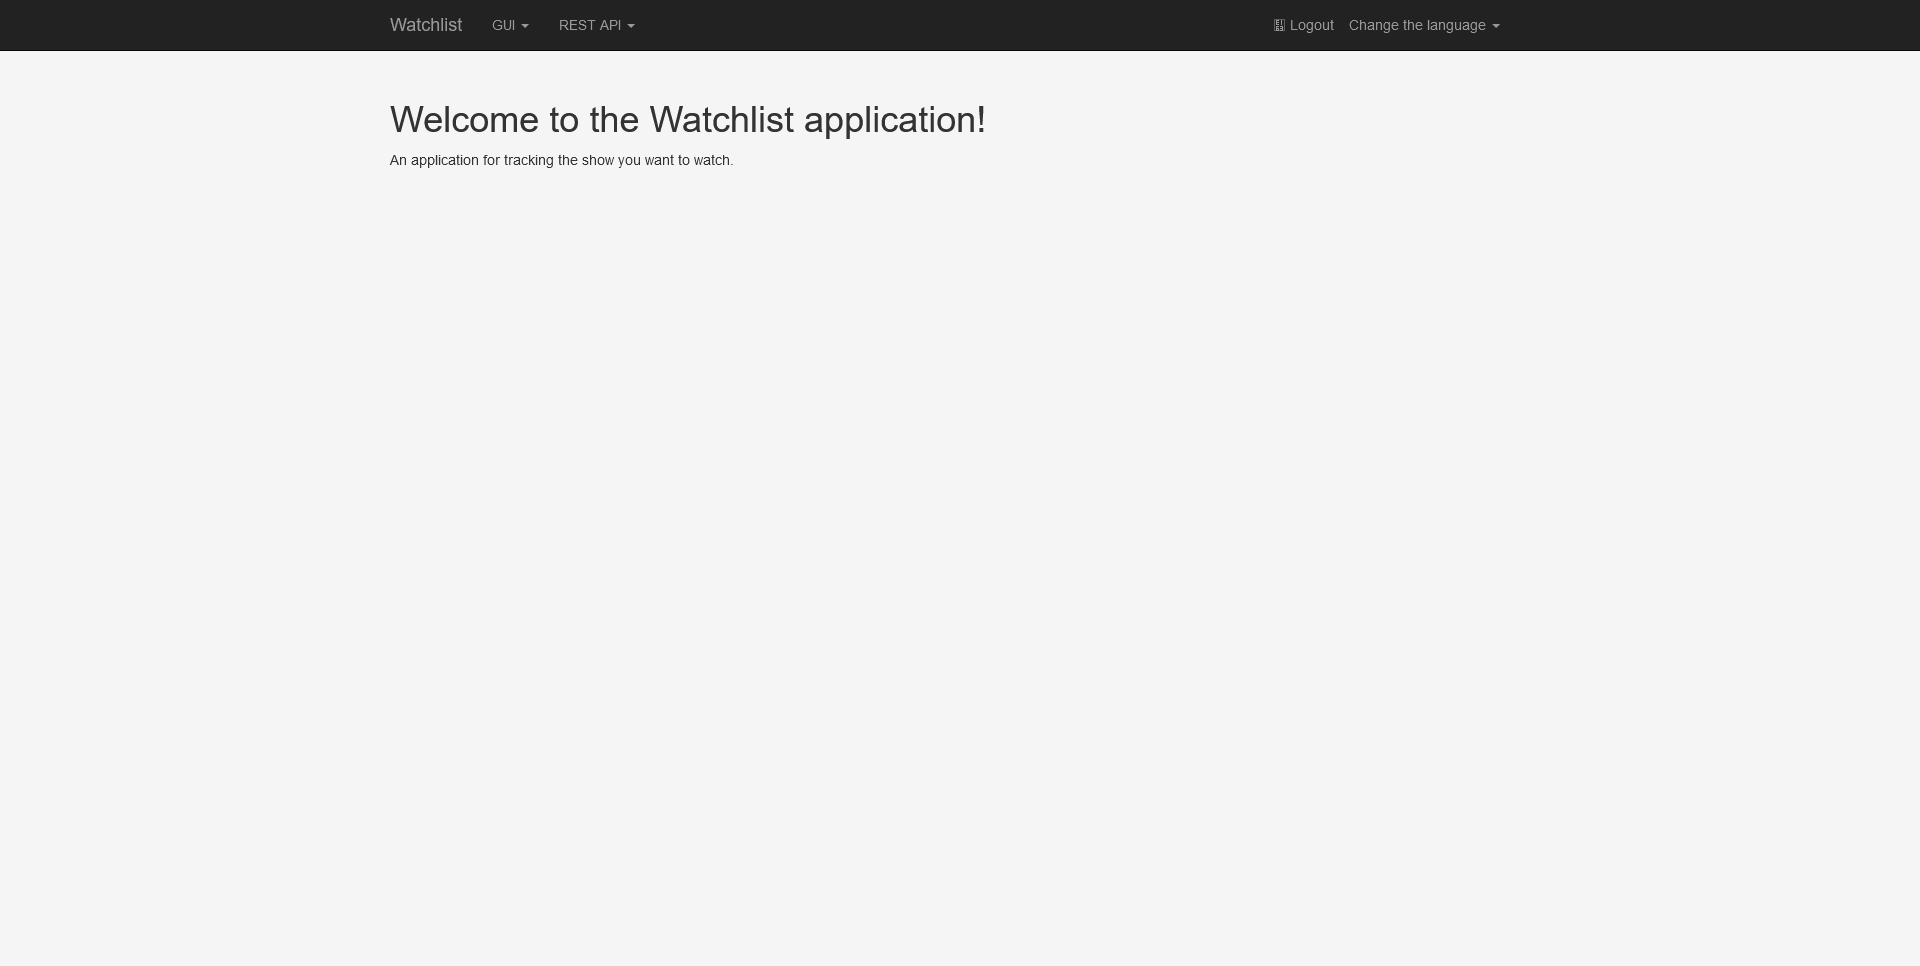 Watchlist GUI REST API Logout Change the language
Welcome to the Watchlist application!
An application for tracking the show you want to watch.